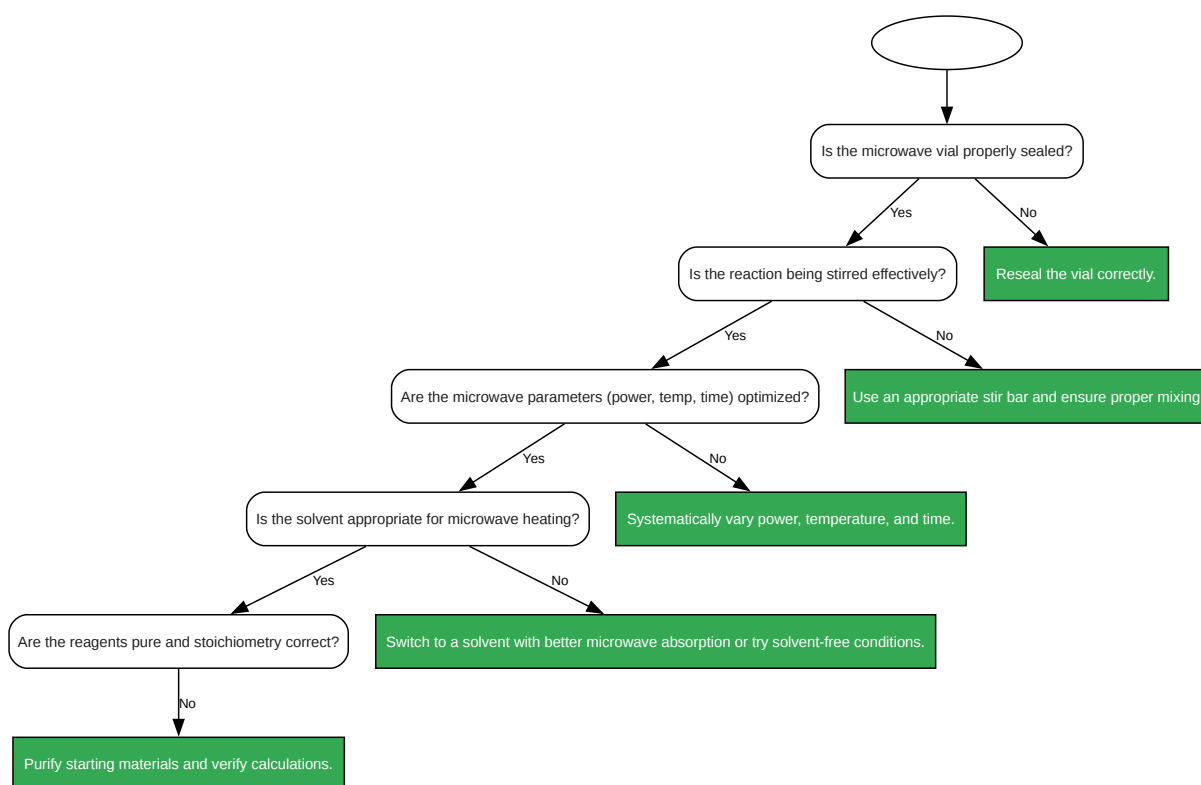 Is the microwave vial properly sealed?
Yes
No
Is the reaction being stirred effectively?
Reseal the vial correctly.
Yes
No
Are the microwave parameters (power, temp, time) optimized?
Use an appropriate stir bar and ensure proper mixing
Yes
No
Is the solvent appropriate for microwave heating?
Systematically vary power, temperature, and time.
Yes
No
Are the reagents pure and stoichiometry correct?
Switch to a solvent with better microwave absorption or try solvent-free conditions.
No
Purify starting materials and verify calculations.